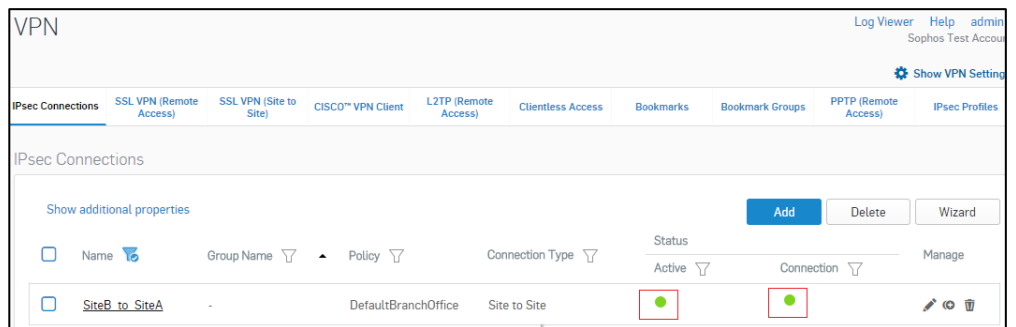 VPN
Log Viewer Help admin
Sophos Test Accour
Show VPN Setting
IPsec Connections
SSL VPN (Remote
Access)
SSL VPN (Site to
Site)
CISCO™ VPN Client
L2TP (Remote
Access)
Clientless Access
Bookmarks
Bookmark Groups
PPTP (Remote
Access)
IPsec Profiles
IPsec Connections
Show additional properties
Add
Delete
Wizard
Name
Group Name
Policy
Connection Type
Status
Active
Connection
Manage
SiteB_to_SiteA
-
DefaultBranchOffice
Site to Site